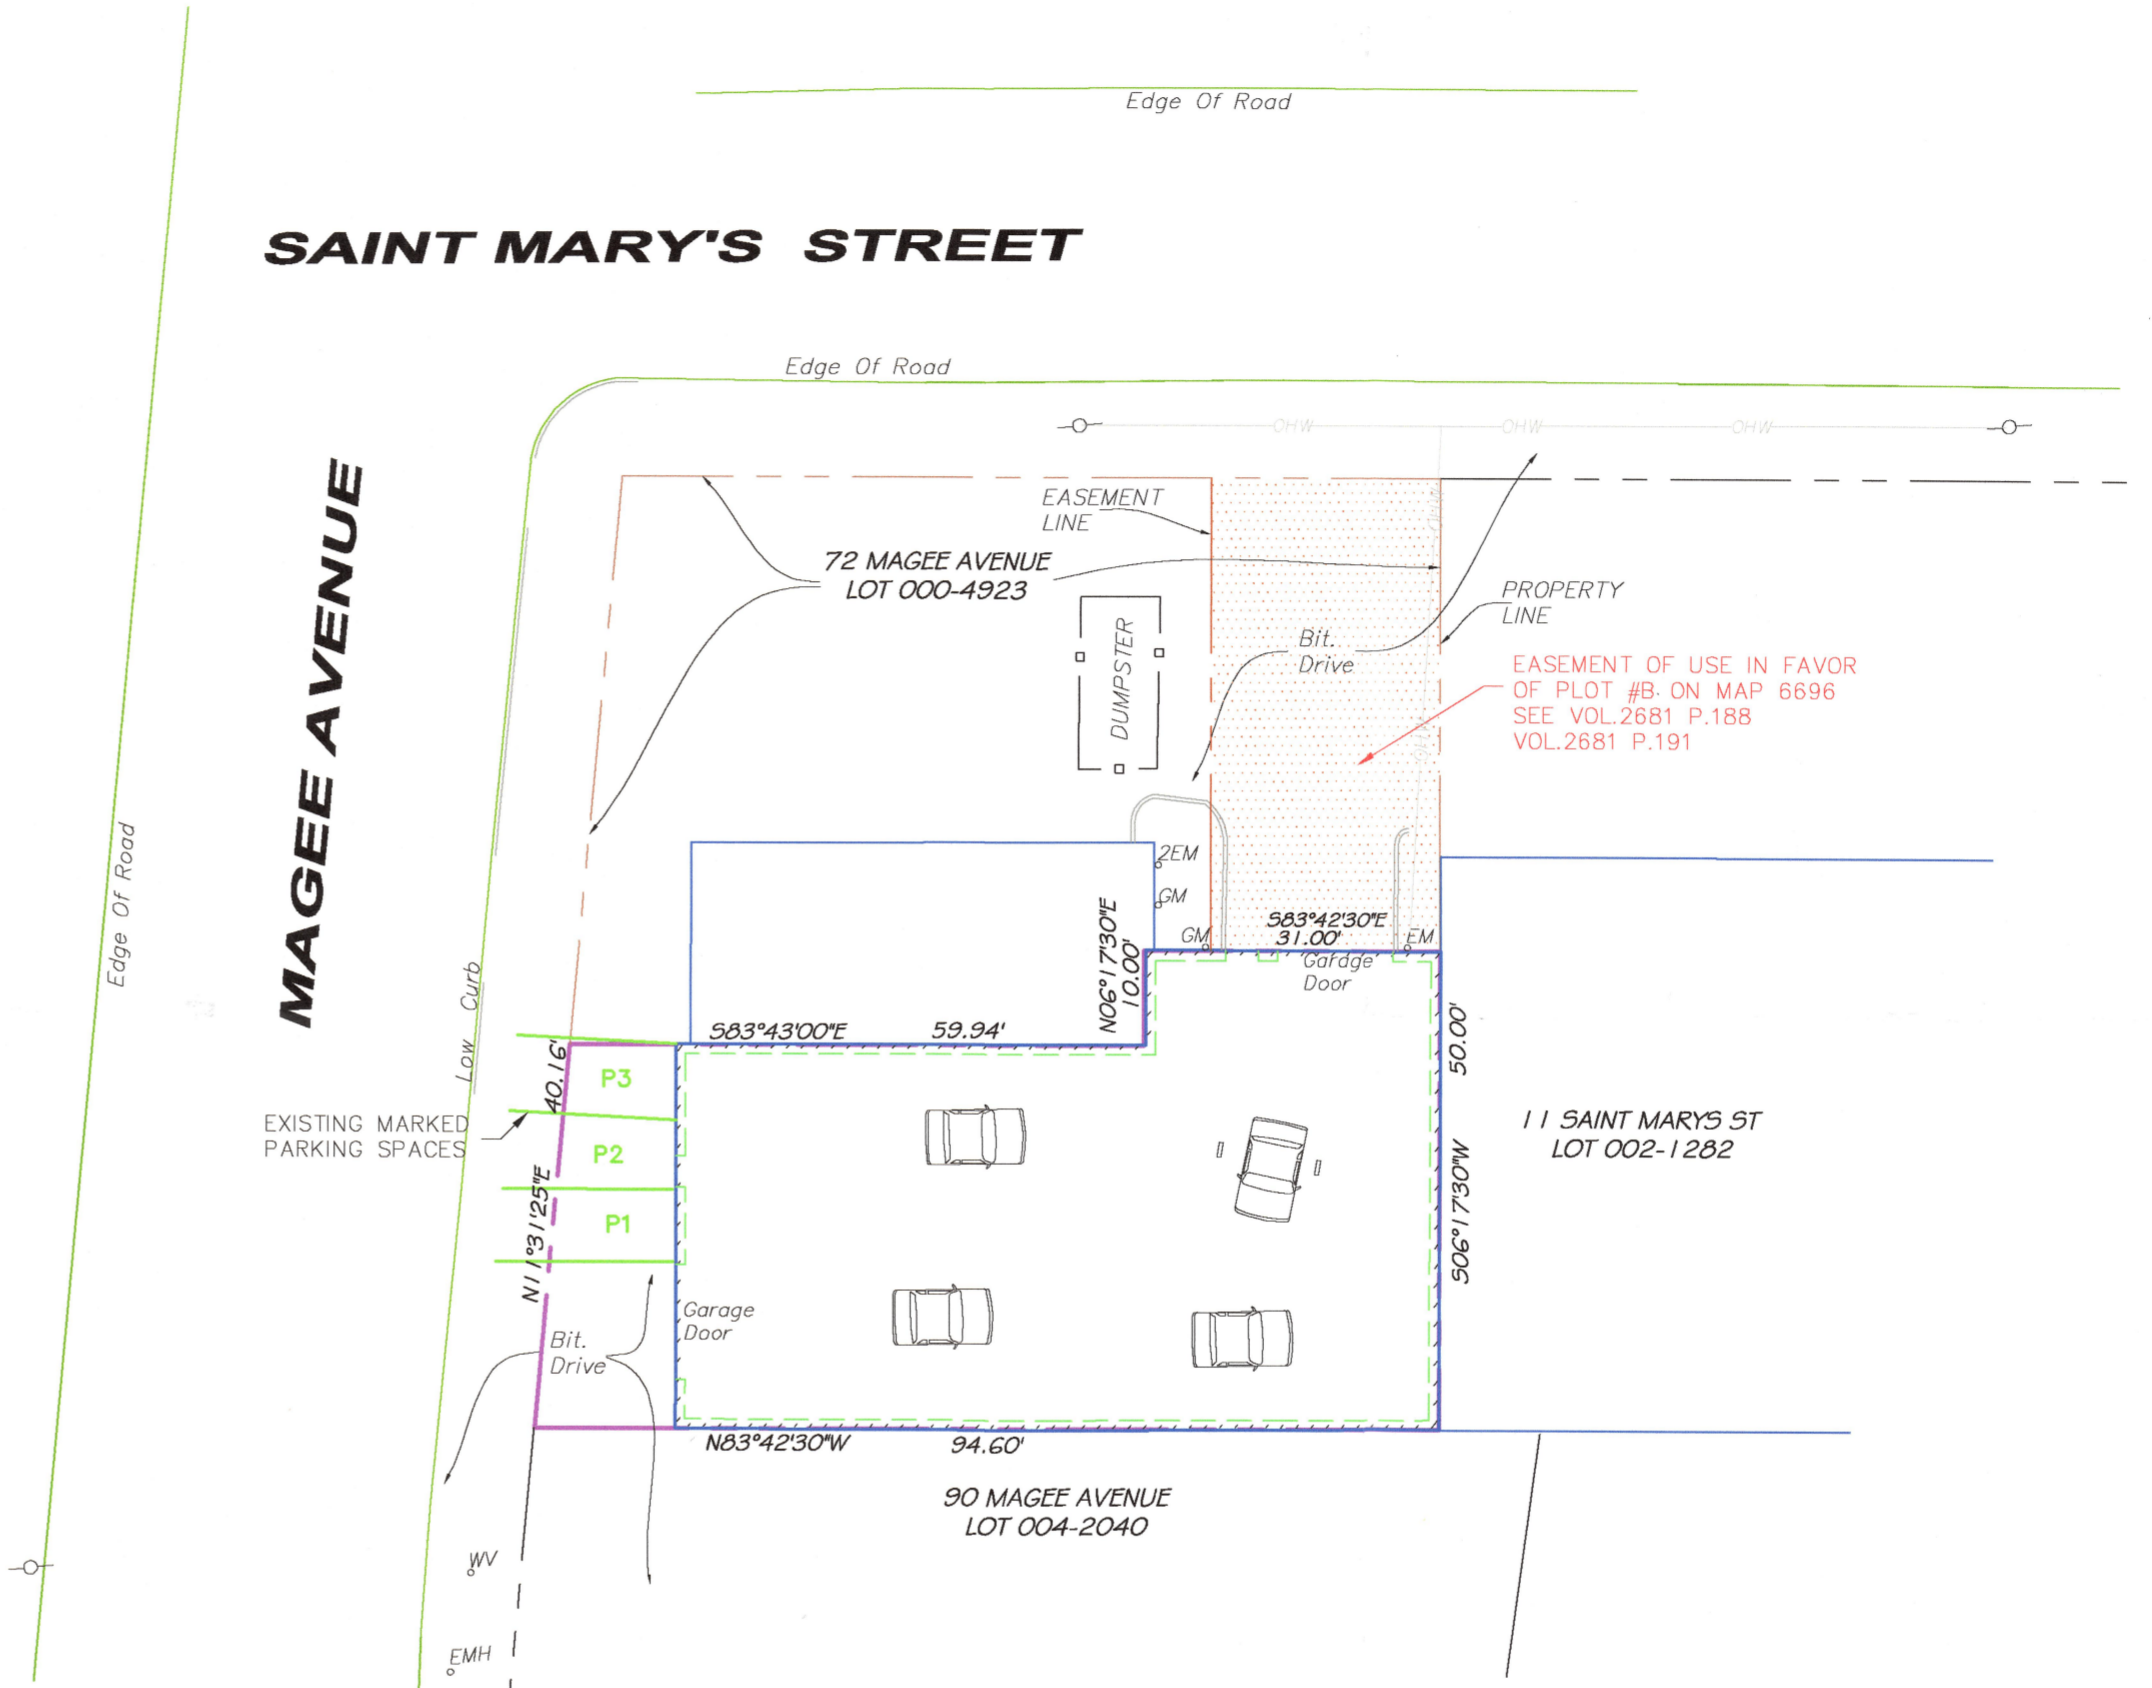 Edge Of Road
SAINT MARY'S STREET
Edge Of Road
OHW
OHW
OHW
MAGEE AVENUE
EASEMENT
LINE
OHW
72 MAGEE AVENUE
LOT 000-4923
PROPERTY
LINE
DUMPSTER
Bit.
Drive
EASEMENT OF USE IN FAVOR
OF PLOT #B ON MAP 6696
SEE VOL.2681 P.188
VOL.2681 P.191
OHW
Edge Of Road
2EM
GM
GM
S83°42'30"E
31.00'
EM
Garage
Door
N06°17'30"E
10.00'
Low Curb
S83°43'00"E 59.94'
40.16'
N11°31'25"E
P3
P2
P1
EXISTING MARKED
PARKING SPACES
50.00'
S06°17'30"W
11 SAINT MARYS ST
LOT 002-1282
Garage
Door
Bit.
Drive
N83°42'30"W 94.60'
90 MAGEE AVENUE
LOT 004-2040
WV
EMH